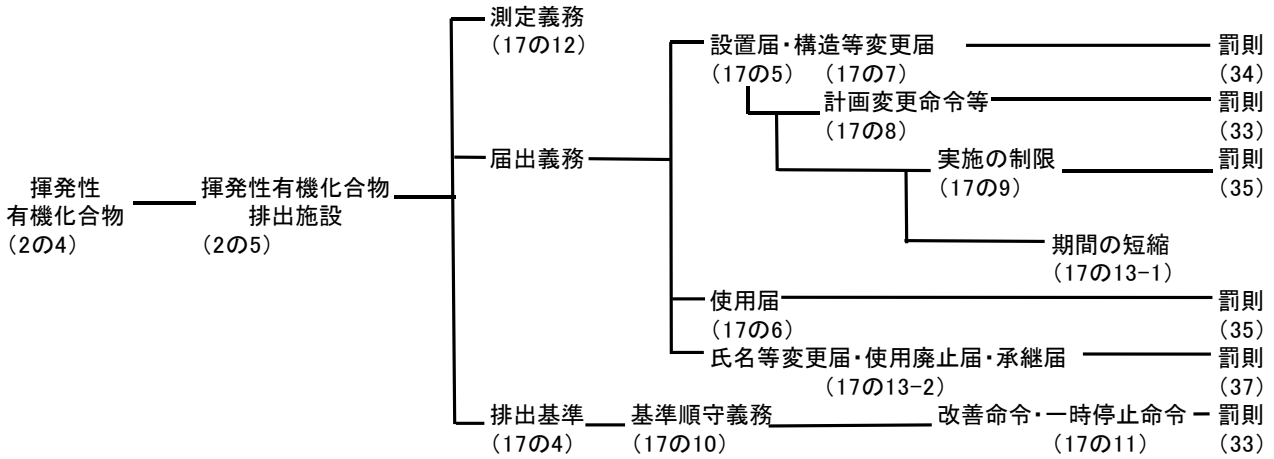 測定義務
(17の12)
設置届・構造等変更届 罰則
(17の5) (17の7) (34)
計画変更命令等 罰則
(17の8) (33)
届出義務 実施の制限 罰則
(17の9) (35)
揮発性 揮発性有機化合物
有機化合物 排出施設
(2の4) (2の5)
期間の短縮
(17の13-1)
使用届 罰則
(17の6) (35)
氏名等変更届・使用廃止届・承継届 罰則
(17の13-2) (37)
排出基準 基準順守義務 改善命令・一時停止命令 罰則
(17の4) (17の10) (17の11) (33)